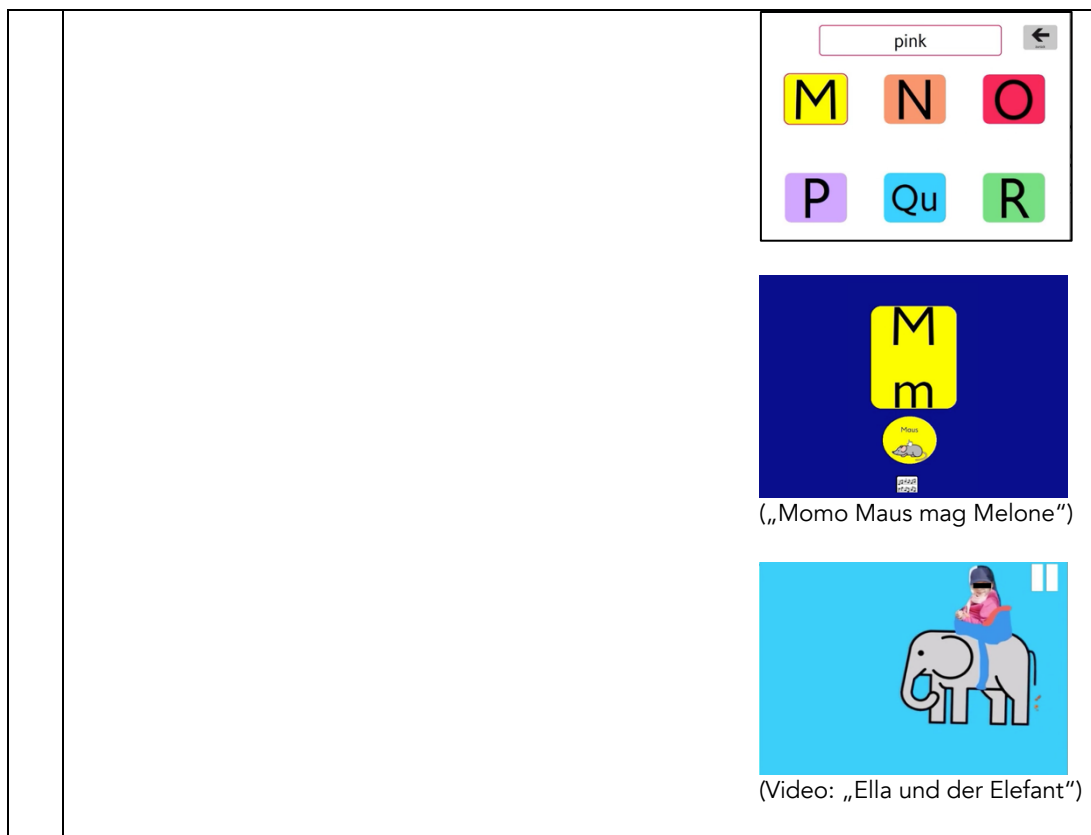 pink
M N O
P Qu R
M
m
Maus
(„Momo Maus mag Melone“)
(Video: „Ella und der Elefant“)